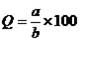 Q = a/b ×100